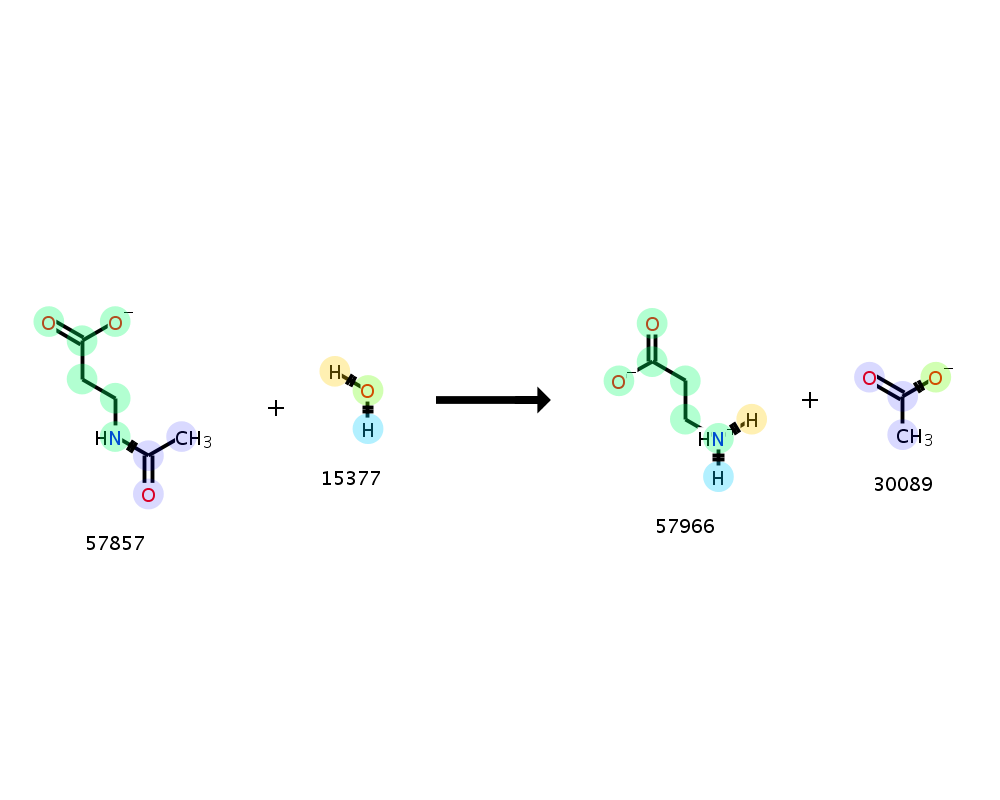 O O⁻ HN CH₃ O
57857
+
H O H
15377
+
O O⁻ HN H H
57966
+
O O⁻ CH₃
30089